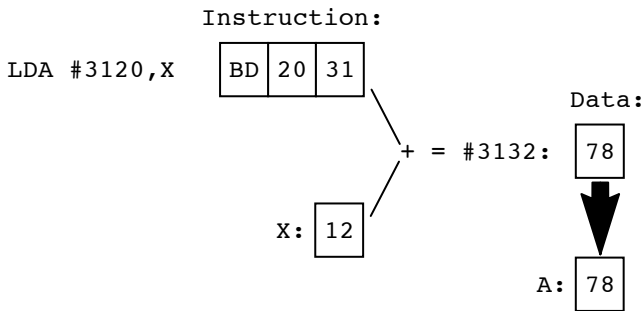 Instruction:
LDA #3120,X BD 20 31
Data:
+ = #3132: 78
X: 12
A: 78